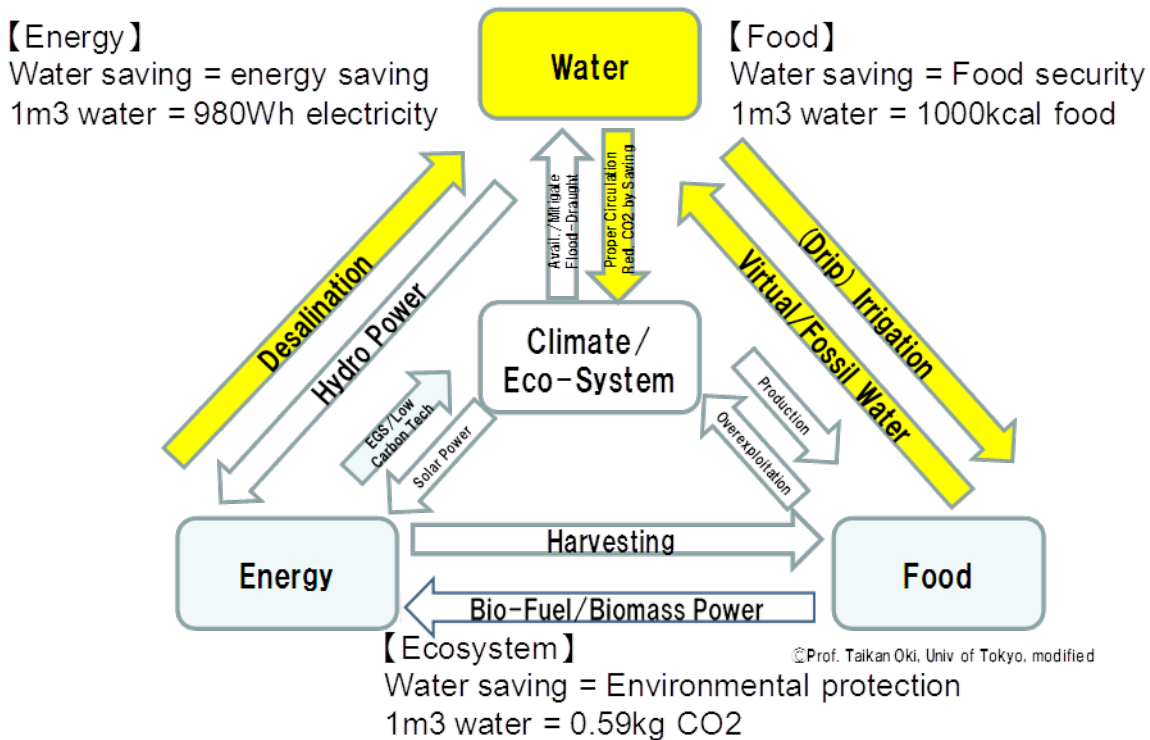 【Energy】
Water saving = energy saving
1m3 water = 980Wh electricity
Water
【Food】
Water saving = Food security
1m3 water = 1000kcal food
Desalination
Hydro Power
Avail./Mitigate
Flood-Draught
Proper Circulation
Red. CO2 by Saving
Virtual/Fossil Water
(Drip) Irrigation
Climate/
Eco-System
EGS/Low
Carbon Tech
Solar Power
Production
Overexploitation
Energy
Harvesting
Bio-Fuel/Biomass Power
Food
【Ecosystem】
Water saving = Environmental protection
1m3 water = 0.59kg CO2
©Prof. Taikan Oki, Univ of Tokyo, modified